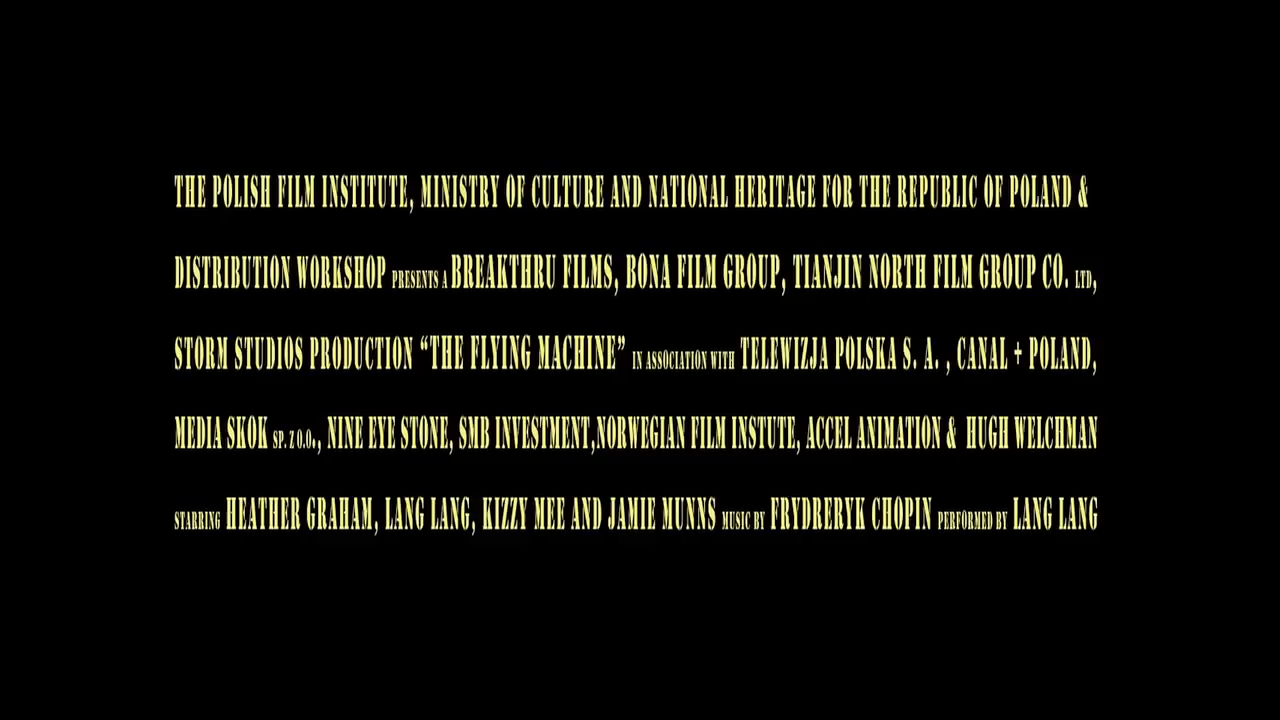 THE POLISH FILM INSTITUTE, MINISTRY OF CULTURE AND NATIONAL HERITAGE FOR THE REPUBLIC OF POLAND &
DISTRIBUTION WORKSHOP PRESENTS A BREAKTHRU FILMS, BONA FILM GROUP, TIANJIN NORTH FILM GROUP CO. LTD,
STORM STUDIOS PRODUCTION “THE FLYING MACHINE” IN ASSOCIATION WITH TELEWIZJA POLSKA S. A. , CANAL + POLAND,
MEDIA SKOK SP. Z O.O., NINE EYE STONE, SMB INVESTMENT,NORWEGIAN FILM INSTUTE, ACCEL ANIMATION & HUGH WELCHMAN
STARRING HEATHER GRAHAM, LANG LANG, KIZZY MEE AND JAMIE MUNNS MUSIC BY FRYDRERYK CHOPIN PERFORMED BY LANG LANG